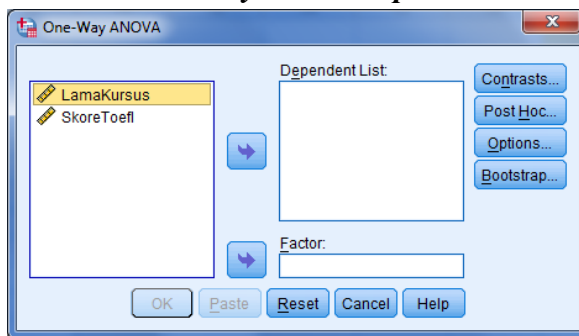 One-Way ANOVA
LamaKursus
SkoreToefl
Dependent List:
Factor:
Contrasts...
Post Hoc...
Options...
Bootstrap...
OK Paste Reset Cancel Help